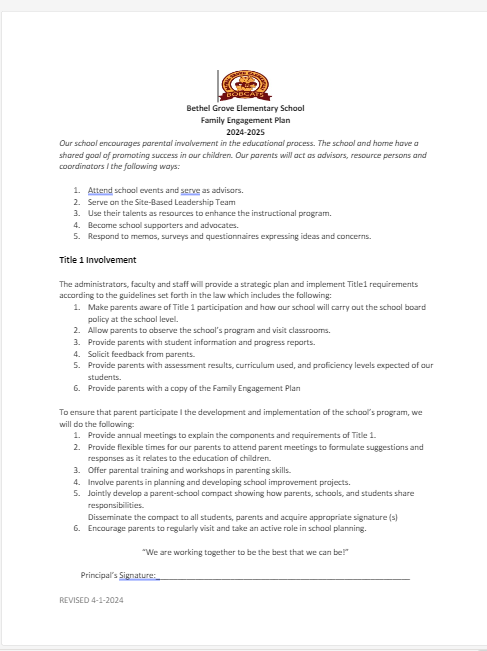 BETHEL GROVE ELEMENTARY
BOBCATS
Bethel Grove Elementary School
Family Engagement Plan
2024-2025
Our school encourages parental involvement in the educational process. The school and home have a
shared goal of promoting success in our children. Our parents will act as advisors, resource persons and
coordinators I the following ways:
1. Attend school events and serve as advisors.
2. Serve on the Site-Based Leadership Team
3. Use their talents as resources to enhance the instructional program.
4. Become school supporters and advocates.
5. Respond to memos, surveys and questionnaires expressing ideas and concerns.
Title 1 Involvement
The administrators, faculty and staff will provide a strategic plan and implement Title1 requirements
according to the guidelines set forth in the law which includes the following:
1. Make parents aware of Title 1 participation and how our school will carry out the school board
policy at the school level.
2. Allow parents to observe the school's program and visit classrooms.
3. Provide parents with student information and progress reports.
4. Solicit feedback from parents.
5. Provide parents with assessment results, curriculum used, and proficiency levels expected of our
students.
6. Provide parents with a copy of the Family Engagement Plan
To ensure that parent participate I the development and implementation of the school's program, we
will do the following:
1. Provide annual meetings to explain the components and requirements of Title 1.
2. Provide flexible times for our parents to attend parent meetings to formulate suggestions and
responses as it relates to the education of children.
3. Offer parental training and workshops in parenting skills.
4. Involve parents in planning and developing school improvement projects.
5. Jointly develop a parent-school compact showing how parents, schools, and students share
responsibilities.
Disseminate the compact to all students, parents and acquire appropriate signature (s)
6. Encourage parents to regularly visit and take an active role in school planning.
"We are working together to be the best that we can be!"
Principal's Signature:
REVISED 4-1-2024